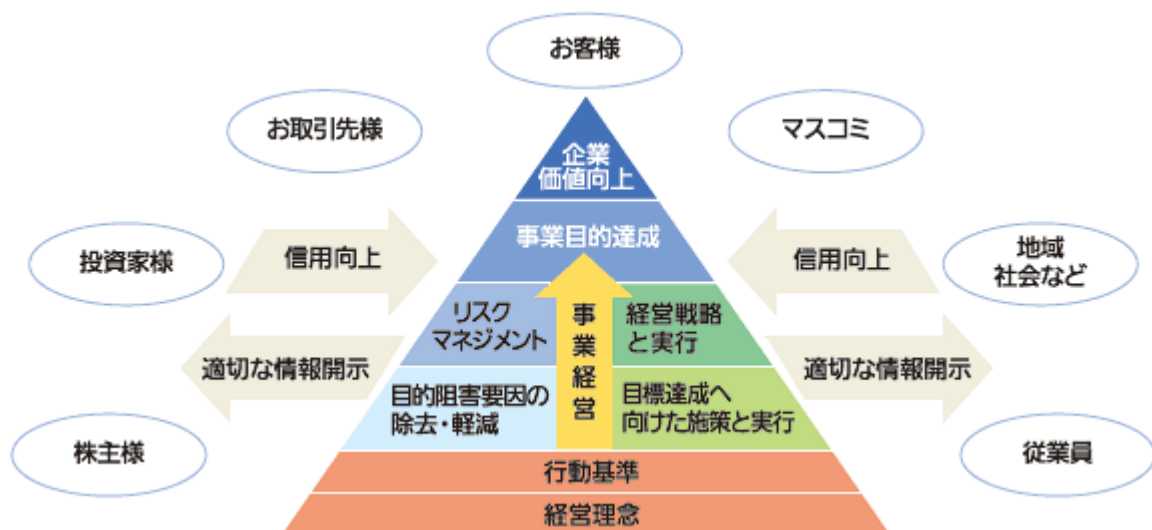 お客様
お取引先様
マスコミ
企業
価値向上
投資家様
信用向上
事業目的達成
信用向上
地域
社会など
リスク
マネジメント
事業経営
経営戦略
と実行
適切な情報開示
適切な情報開示
目的阻害要因の
除去・軽減
目標達成へ
向けた施策と実行
株主様
従業員
行動基準
経営理念